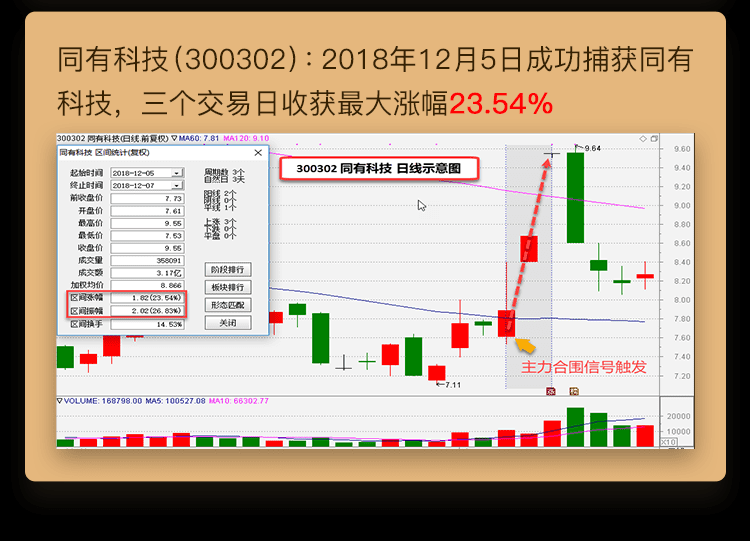 同有科技(300302)：2018年12月5日成功捕获同有
科技，三个交易日收获最大涨幅23.54%
300302 同有科技(日线.前复权) ▽MA60: 7.81 MA120: 9.10
同有科技 区间统计(复权)
起始时间 2018-12-05 周期数 3个
终止时间 2018-12-07 自然日 3天
前收盘价 7.73 阳线 2个
阴线 0个
开盘价 7.61 平线 1个
最高价 9.55 上涨 3个
最低价 7.53 下跌 0个
收盘价 9.55 平盘 0个
成交量 358091
成交额 3.17亿 阶段排行
加权均价 8.866 板块排行
区间涨幅 1.82(23.54%)
区间振幅 2.02(26.83%) 形态匹配
区间换手 14.53% 关闭
300302 同有科技 日线示意图
9.64
9.60
9.40
9.20
9.00
8.80
8.60
8.40
8.20
8.00
7.80
7.60
7.40
7.20
7.11
主力合围信号触发
▽VOLUME: 168798.00 MA5: 100527.08 MA10: 66302.77
20000
10000
X10